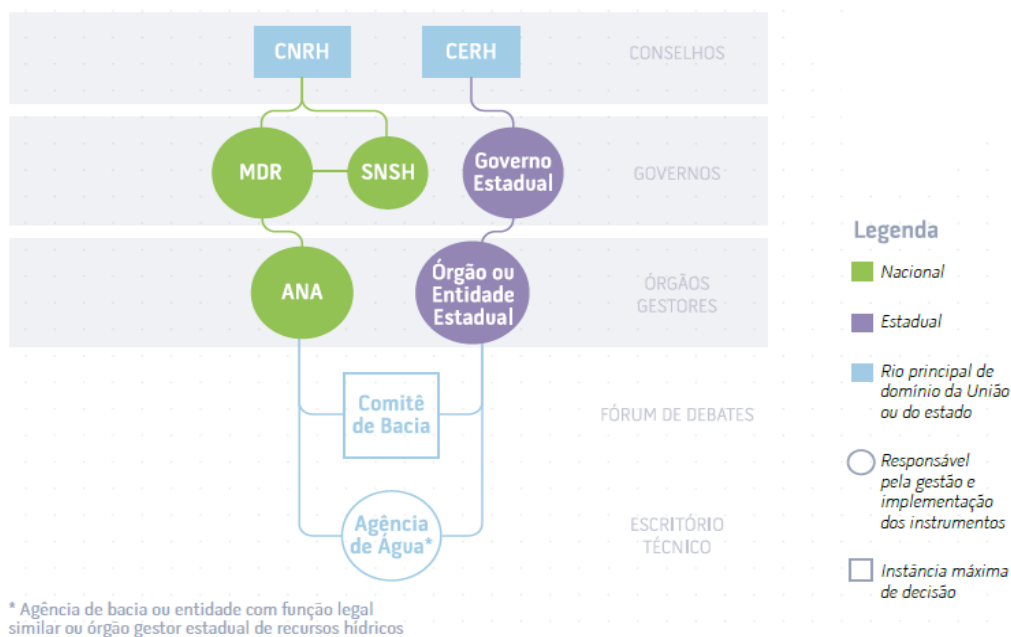 CNRH
CERH
CONSELHOS
MDR
SNSH
Governo
Estadual
GOVERNOS
ANA
Órgão ou
Entidade
Estadual
ÓRGÃOS
GESTORES
Comitê
de Bacia
FÓRUM DE DEBATES
Agência
de Água*
ESCRITÓRIO
TÉCNICO
* Agência de bacia ou entidade com função legal
similar ou órgão gestor estadual de recursos hídricos
Legenda
Nacional
Estadual
Rio principal de
domínio da União
ou do estado
Responsável
pela gestão e
implementação
dos instrumentos
Instância máxima
de decisão